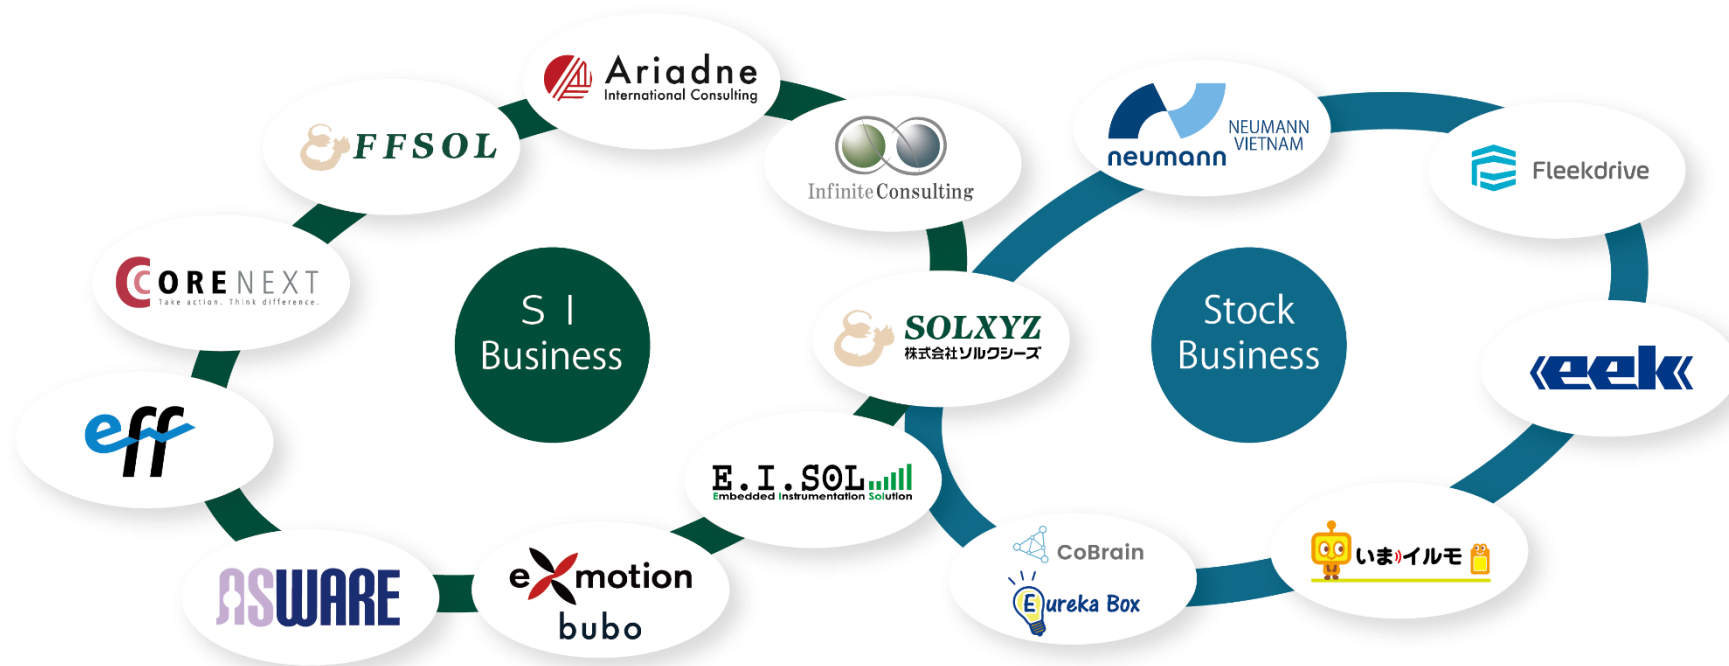 Ariadne
International Consulting
FFSOL
Infinite Consulting
neumann
NEUMANN
VIETNAM
Fleekdrive
CORENEXT
Take action. Think difference.
S I
Business
SOLXYZ
株式会社ソルクシーズ
Stock
Business
eek
eff
E.I.SOL
Embedded Instrumentation Solution
ASWARE
eXmotion
bubo
CoBrain
Eureka Box
いまイルモ